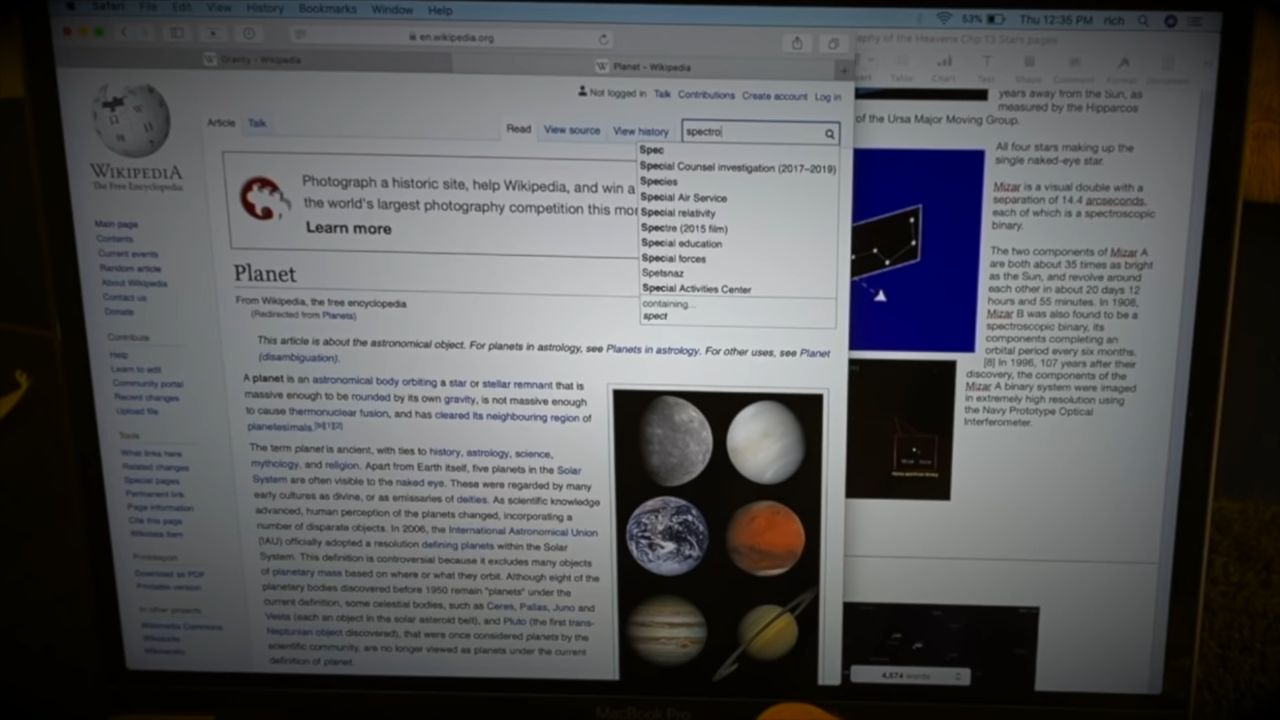 Safari File Edit View History Bookmarks Window Help
53% Thu 12:35 PM rich
en.wikipedia.org
Gravity - Wikipedia
Planet - Wikipedia
Not logged in Talk Contributions Create account Log in
Article Talk
Read View source View history
spectro
WIKIPEDIA
The Free Encyclopedia
Main page
Contents
Current events
Random article
About Wikipedia
Contact us
Donate
Contribute
Help
Learn to edit
Community portal
Recent changes
Upload file
Tools
What links here
Related changes
Special pages
Permanent link
Page information
Cite this page
Wikidata item
Download as PDF
Printable version
In other projects
Wikimedia Commons
Photograph a historic site, help Wikipedia, and win a
the world's largest photography competition this mo
Learn more
Spec
Special Counsel investigation (2017–2019)
Species
Special Air Service
Special relativity
Spectre (2015 film)
Special education
Special forces
Spetsnaz
Special Activities Center
containing...
spect
Planet
From Wikipedia, the free encyclopedia
(Redirected from Planets)
This article is about the astronomical object. For planets in astrology, see Planets in astrology. For other uses, see Planet
(disambiguation).
A planet is an astronomical body orbiting a star or stellar remnant that is
massive enough to be rounded by its own gravity, is not massive enough
to cause thermonuclear fusion, and has cleared its neighbouring region of
planetesimals.[b][1][2]
The term planet is ancient, with ties to history, astrology, science,
mythology, and religion. Apart from Earth itself, five planets in the Solar
System are often visible to the naked eye. These were regarded by many
early cultures as divine, or as emissaries of deities. As scientific knowledge
advanced, human perception of the planets changed, incorporating a
number of disparate objects. In 2006, the International Astronomical Union
(IAU) officially adopted a resolution defining planets within the Solar
System. This definition is controversial because it excludes many objects
of planetary mass based on where or what they orbit. Although eight of the
planetary bodies discovered before 1950 remain "planets" under the
current definition, some celestial bodies, such as Ceres, Pallas, Juno and
Vesta (each an object in the solar asteroid belt), and Pluto (the first trans-
Neptunian object discovered), that were once considered planets by the
scientific community, are no longer viewed as planets under the current
definition of planet.
aphy of the Heavens Chp 13 Stars.pages
Table Chart Text Shape Comment Format
years away from the Sun, as
measured by the Hipparcos
of the Ursa Major Moving Group.
All four stars making up the
single naked-eye star.
Mizar is a visual double with a
separation of 14.4 arcseconds,
each of which is a spectroscopic
binary.
The two components of Mizar A
are both about 35 times as bright
as the Sun, and revolve around
each other in about 20 days 12
hours and 55 minutes. In 1908,
Mizar B was also found to be a
spectroscopic binary, its
components completing an
orbital period every six months.
[8] In 1996, 107 years after their
discovery, the components of the
Mizar A binary system were imaged
in extremely high resolution using
the Navy Prototype Optical
Interferometer.
4,574 words
MacBook Pro